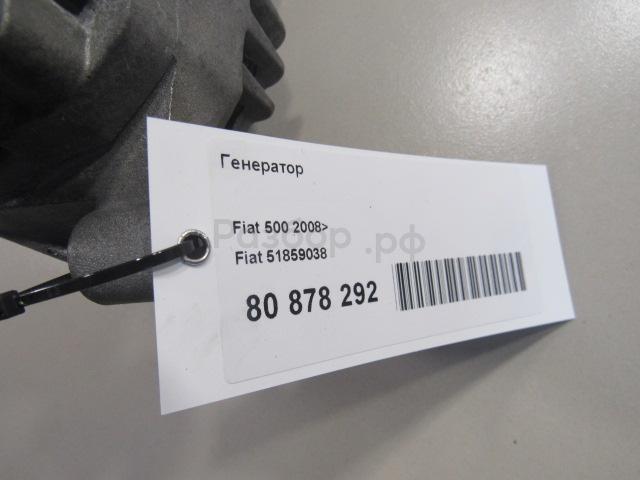 Генератор
Fiat 500 2008>
Разбор.рф
Fiat 51859038
80 878 292